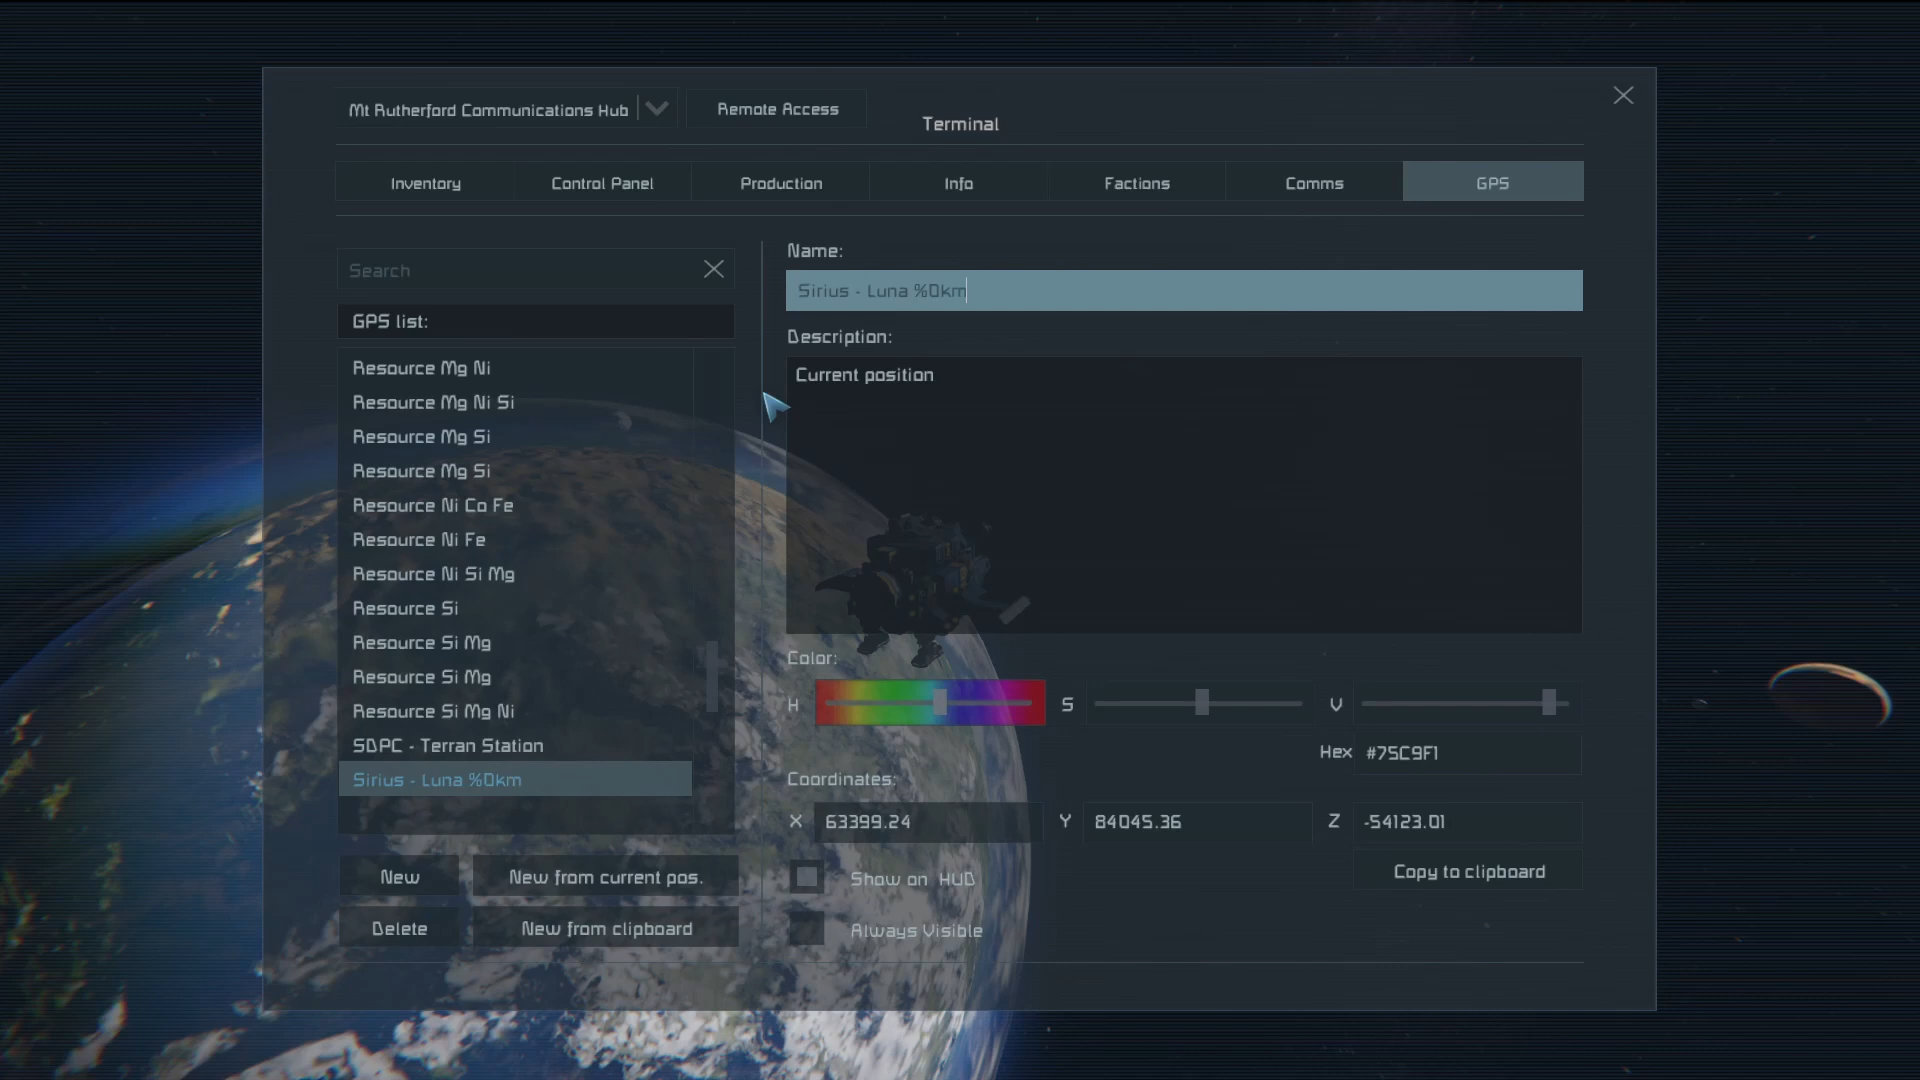 Mt Rutherford Communications Hub
Remote Access
Terminal
Inventory
Control Panel
Production
Info
Factions
Comms
GPS
Search
GPS list:
Resource Mg Ni
Resource Mg Ni Si
Resource Mg Si
Resource Mg Si
Resource Ni Co Fe
Resource Ni Fe
Resource Ni Si Mg
Resource Si
Resource Si Mg
Resource Si Mg
Resource Si Mg Ni
SDPC - Terran Station
Sirius - Luna %0km
New
New from current pos.
Delete
New from clipboard
Name:
Sirius - Luna %0km
Description:
Current position
Color:
H
S
V
Hex #75C9F1
Coordinates:
X 63399.24
Y 84045.36
Z -54123.01
Copy to clipboard
Show on HUD
Always Visible